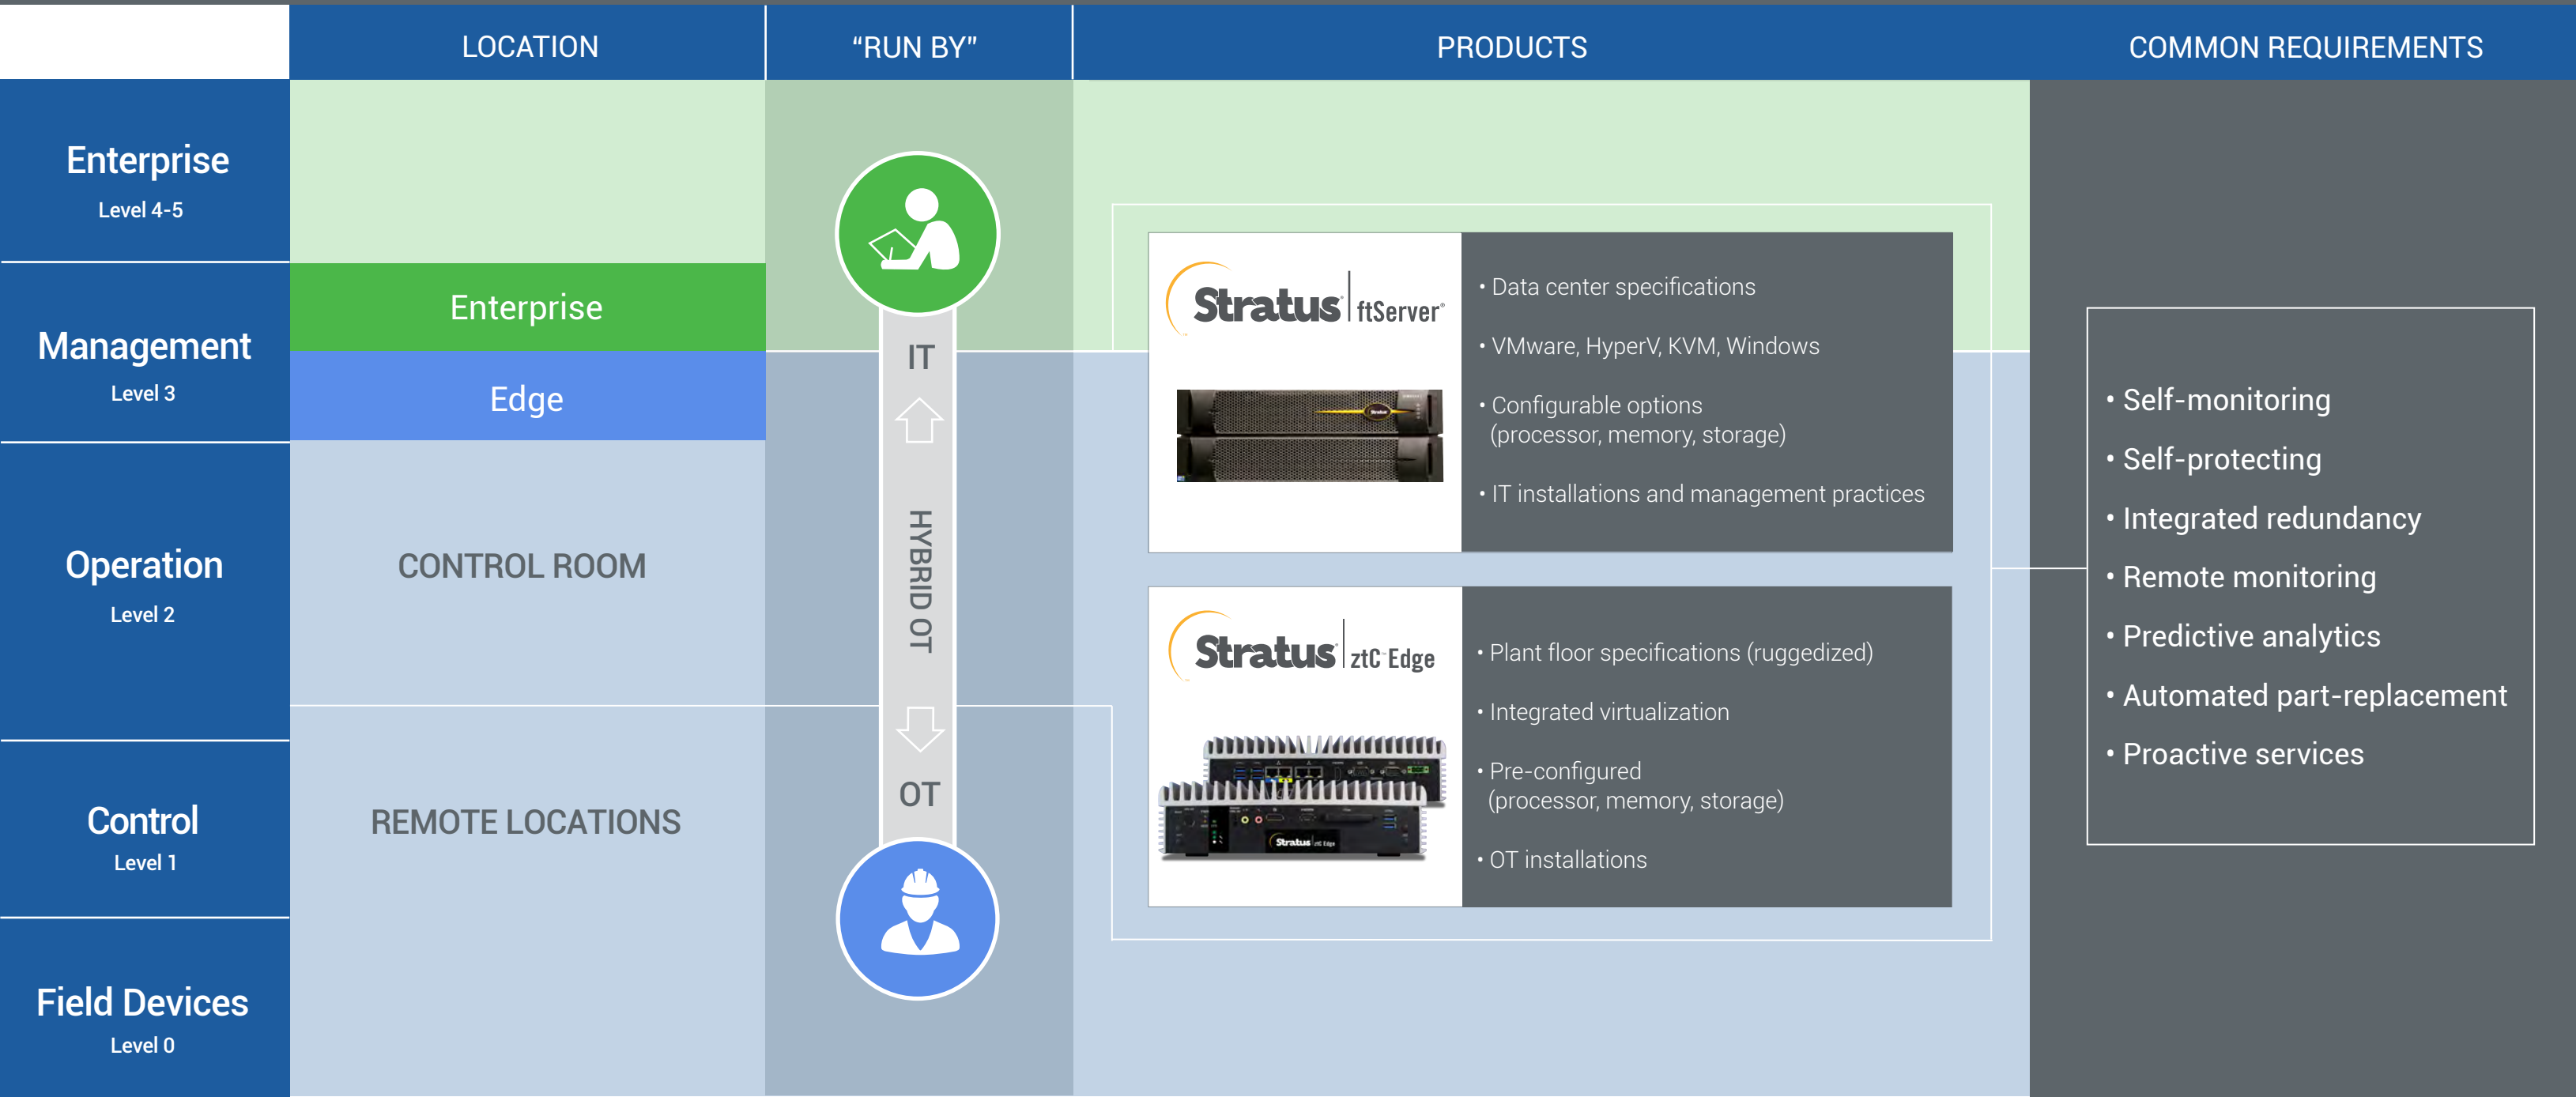 LOCATION
“RUN BY”
PRODUCTS
COMMON REQUIREMENTS
Enterprise
Level 4-5
Management
Level 3
Operation
Level 2
Control
Level 1
Field Devices
Level 0
Enterprise
Edge
CONTROL ROOM
REMOTE LOCATIONS
IT
HYBRID OT
OT
Stratus | ftServer®
Stratus
• Data center specifications
• VMware, HyperV, KVM, Windows
• Configurable options
(processor, memory, storage)
• IT installations and management practices
Stratus | ztC™ Edge
Stratus ztC Edge
• Plant floor specifications (ruggedized)
• Integrated virtualization
• Pre-configured
(processor, memory, storage)
• OT installations
• Self-monitoring
• Self-protecting
• Integrated redundancy
• Remote monitoring
• Predictive analytics
• Automated part-replacement
• Proactive services